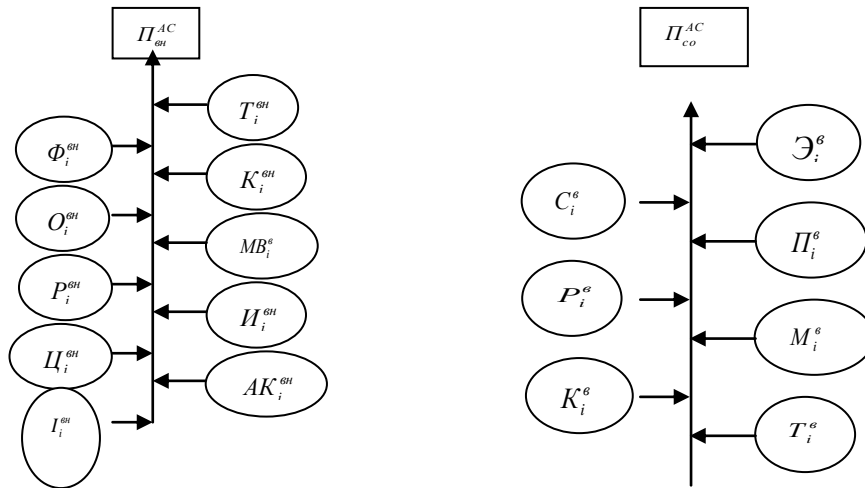 П_вн^АС
П_со^АС
T_i^вн
Ф_i^вн
К_i^вн
О_i^вн
МВ_i^в
Р_i^вн
И_i^вн
Ц_i^вн
АК_i^вн
I_i^вн
Э_i^в
С_i^в
П_i^в
Р_i^в
М_i^в
К_i^в
Т_i^в